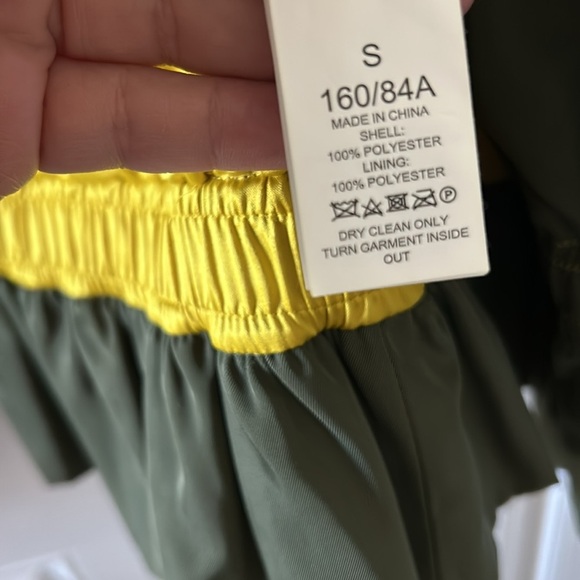 S
160/84A
MADE IN CHINA
SHELL:
100% POLYESTER
LINING:
100% POLYESTER
P
DRY CLEAN ONLY
TURN GARMENT INSIDE
OUT